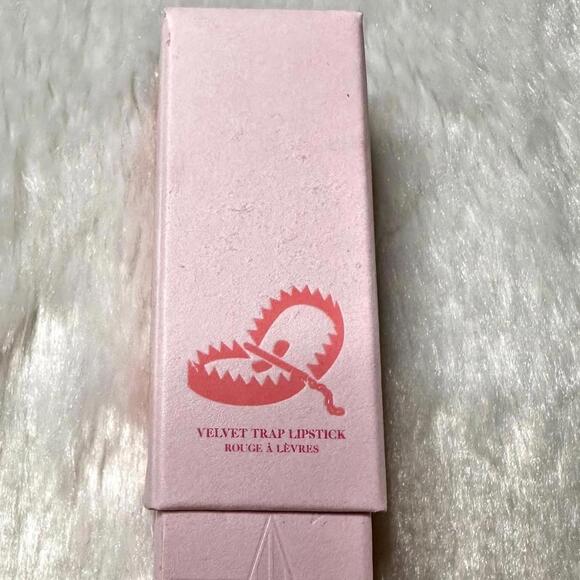 VELVET TRAP LIPSTICK
ROUGE À LÈVRES